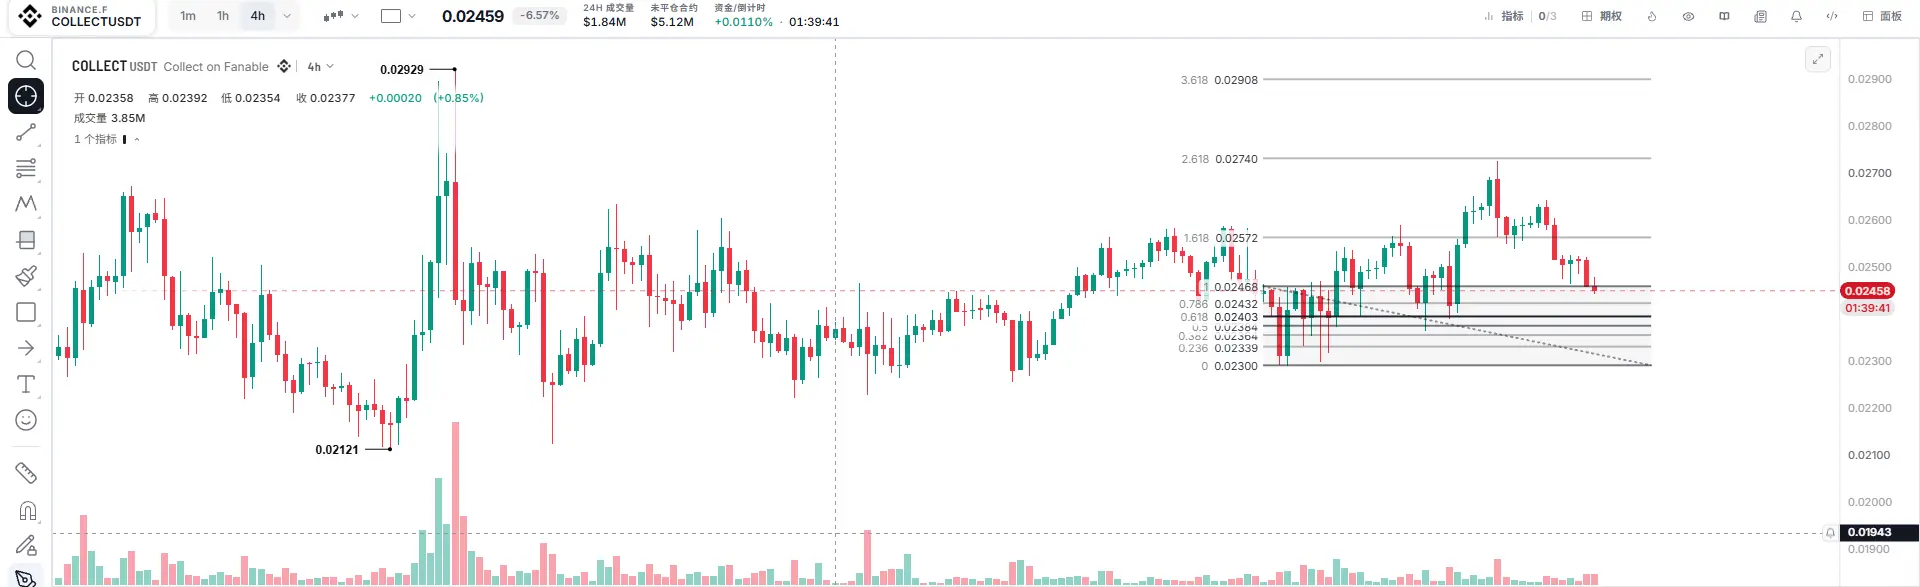 BINANCE.F
COLLECTUSDT
1m 1h 4h
0.02459 -6.57%
24H 成交量
$1.84M
未平仓合约
$5.12M
资金/倒计时
+0.0110% · 01:39:41
指标 0/3
期权
面板
COLLECT USDT Collect on Fanable 4h
开 0.02358 高 0.02392 低 0.02354 收 0.02377 +0.00020 (+0.85%)
成交量 3.85M
1 个指标
0.02929
0.02121
3.618 0.02908
2.618 0.02740
1.618 0.02572
1 0.02468
0.786 0.02432
0.618 0.02403
0.5 0.02384
0.382 0.02364
0.236 0.02339
0 0.02300
0.02900
0.02800
0.02700
0.02600
0.02500
0.02458
01:39:41
0.02300
0.02200
0.02100
0.02000
0.01943
0.01900